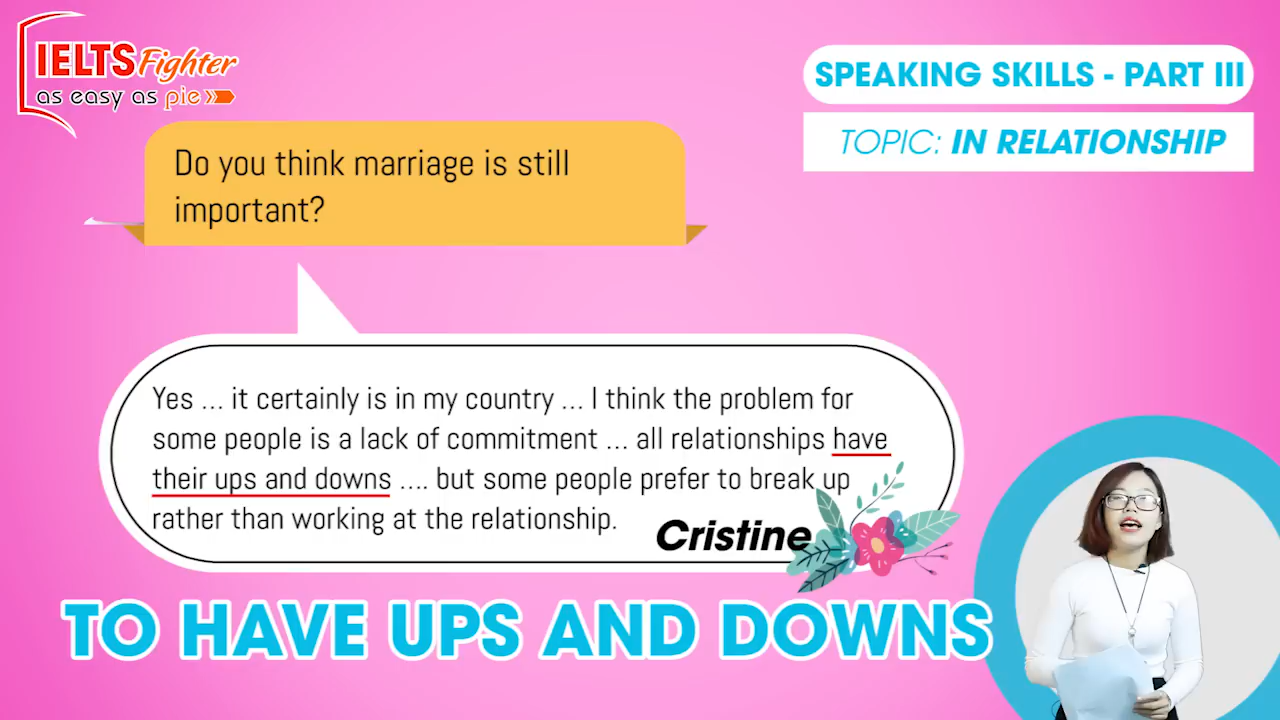 IELTS Fighter
as easy as pie
SPEAKING SKILLS - PART III
TOPIC: IN RELATIONSHIP
Do you think marriage is still
important?
Yes ... it certainly is in my country ... I think the problem for
some people is a lack of commitment ... all relationships have
their ups and downs .... but some people prefer to break up
rather than working at the relationship.
Cristine
TO HAVE UPS AND DOWNS